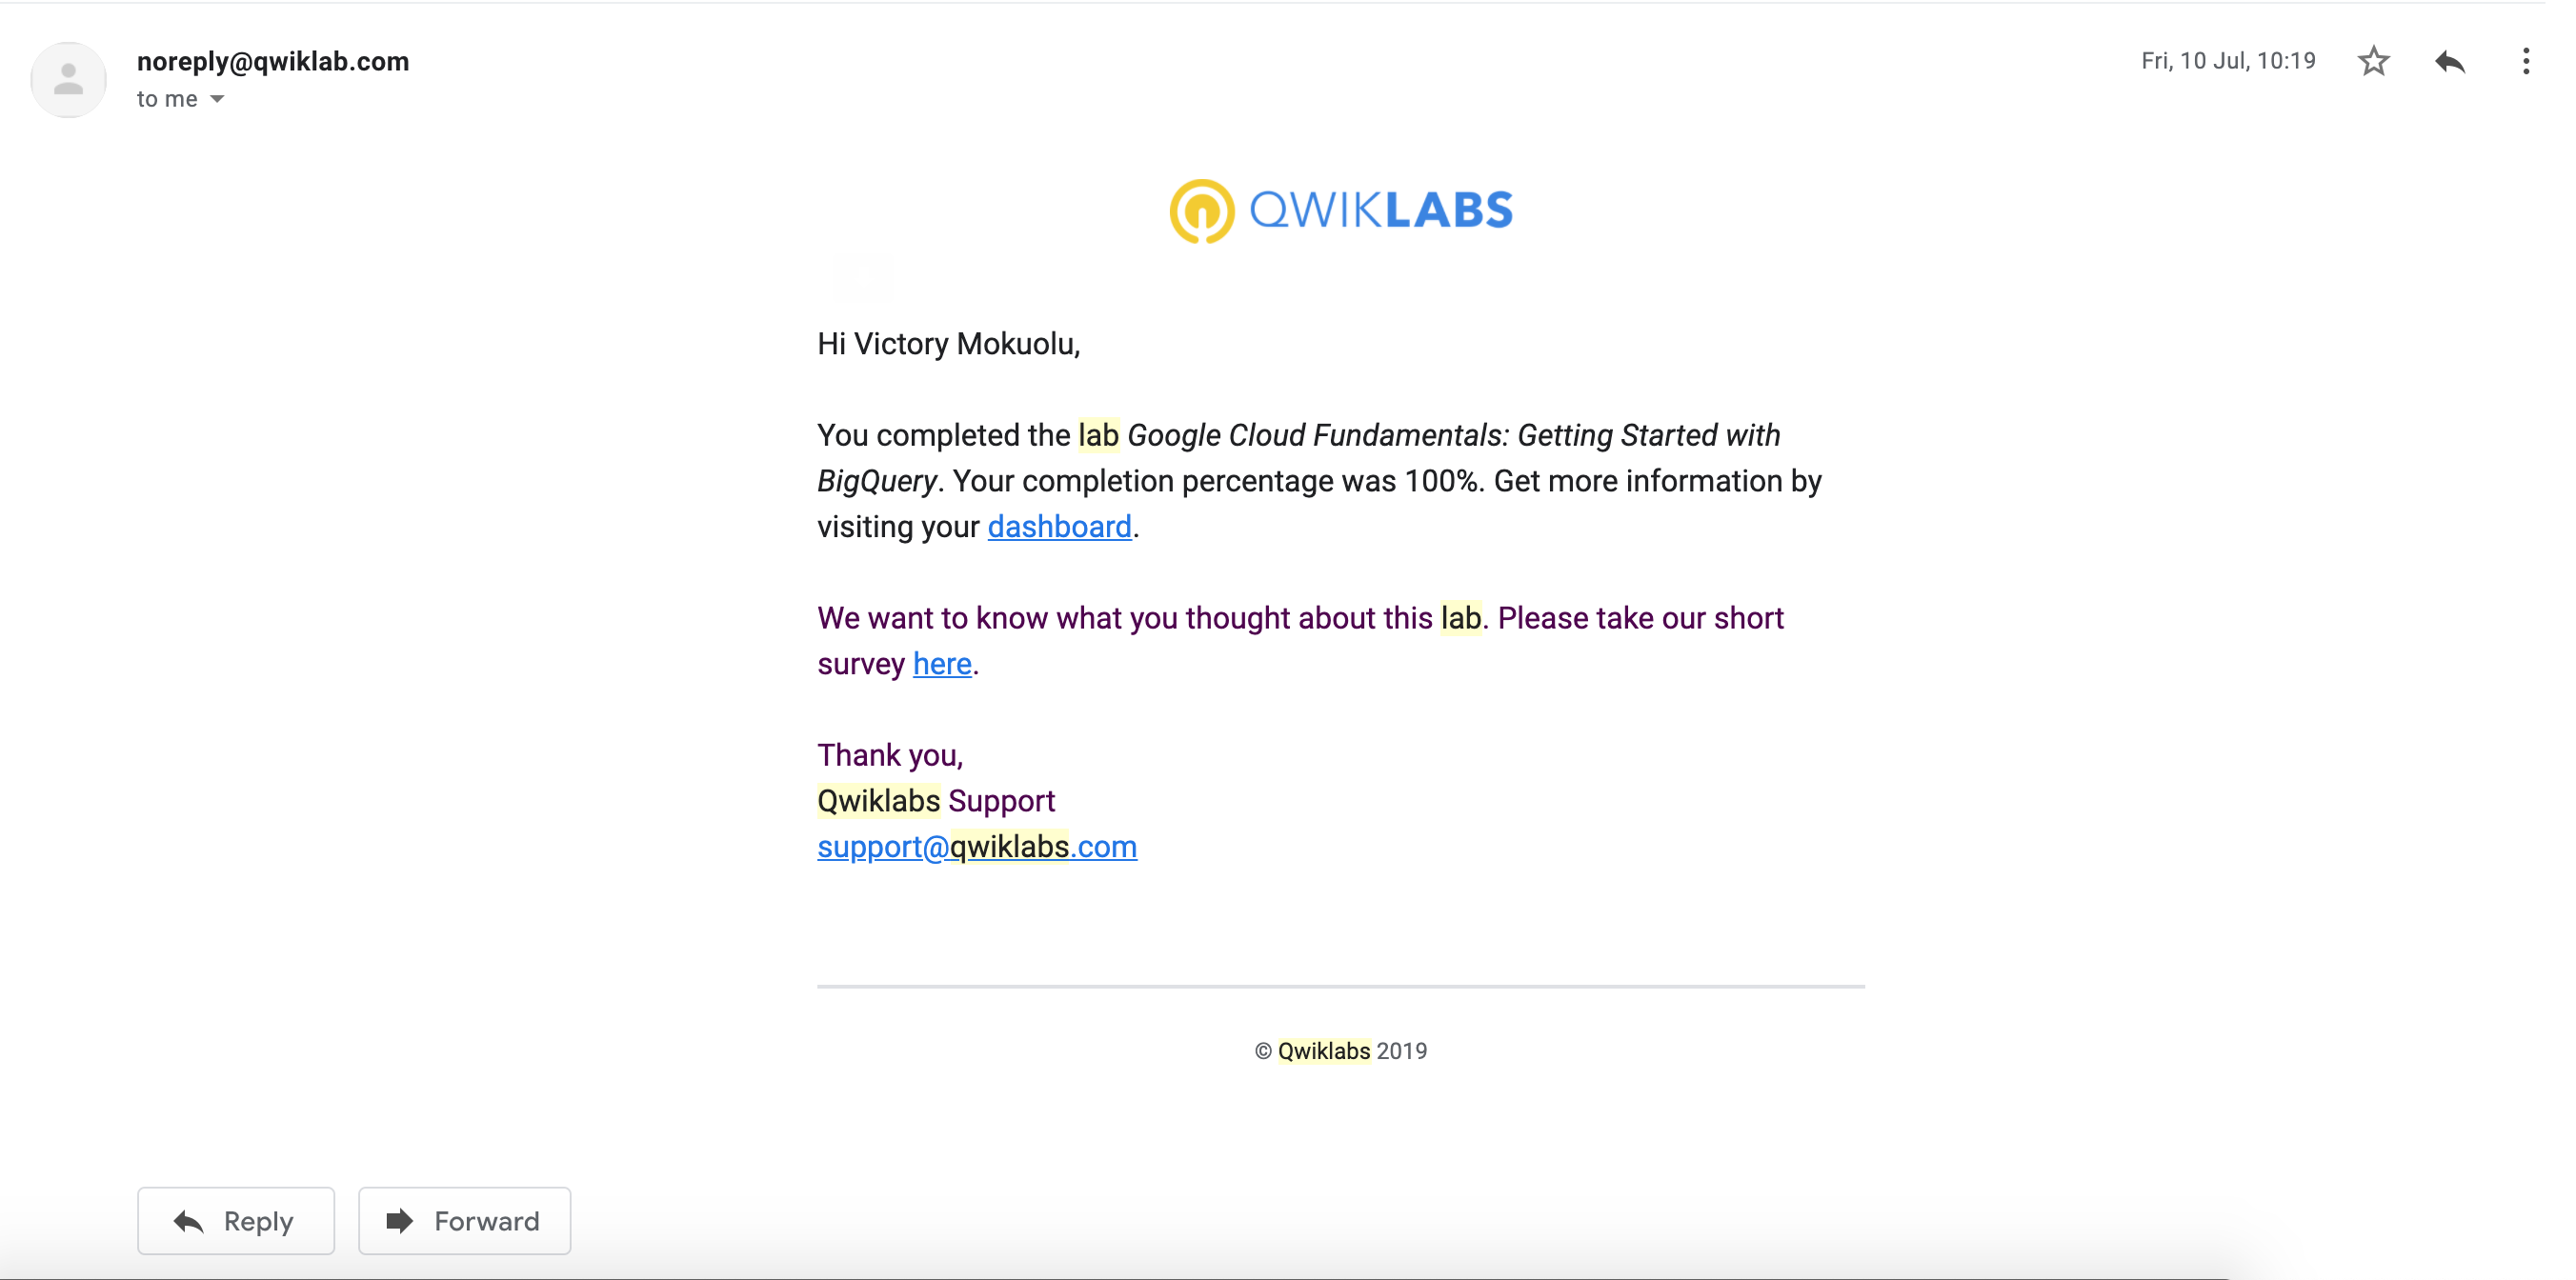 noreply@qwiklab.com
Fri, 10 Jul, 10:19
to me
QWIKLABS
Hi Victory Mokuolu,
You completed the lab Google Cloud Fundamentals: Getting Started with
BigQuery. Your completion percentage was 100%. Get more information by
visiting your dashboard.
We want to know what you thought about this lab. Please take our short
survey here.
Thank you,
Qwiklabs Support
support@qwiklabs.com
© Qwiklabs 2019
Reply
Forward